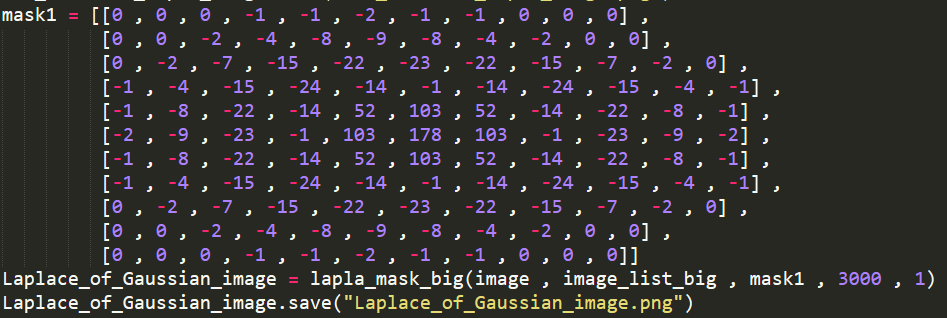 mask1 = [[0 , 0 , 0 , -1 , -1 , -2 , -1 , -1 , 0 , 0 , 0] ,
[0 , 0 , -2 , -4 , -8 , -9 , -8 , -4 , -2 , 0 , 0] ,
[0 , -2 , -7 , -15 , -22 , -23 , -22 , -15 , -7 , -2 , 0] ,
[-1 , -4 , -15 , -24 , -14 , -1 , -14 , -24 , -15 , -4 , -1] ,
[-1 , -8 , -22 , -14 , 52 , 103 , 52 , -14 , -22 , -8 , -1] ,
[-2 , -9 , -23 , -1 , 103 , 178 , 103 , -1 , -23 , -9 , -2] ,
[-1 , -8 , -22 , -14 , 52 , 103 , 52 , -14 , -22 , -8 , -1] ,
[-1 , -4 , -15 , -24 , -14 , -1 , -14 , -24 , -15 , -4 , -1] ,
[0 , -2 , -7 , -15 , -22 , -23 , -22 , -15 , -7 , -2 , 0] ,
[0 , 0 , -2 , -4 , -8 , -9 , -8 , -4 , -2 , 0 , 0] ,
[0 , 0 , 0 , -1 , -1 , -2 , -1 , -1 , 0 , 0 , 0]]
Laplace_of_Gaussian_image = lapla_mask_big(image , image_list_big , mask1 , 3000 , 1)
Laplace_of_Gaussian_image.save("Laplace_of_Gaussian_image.png")